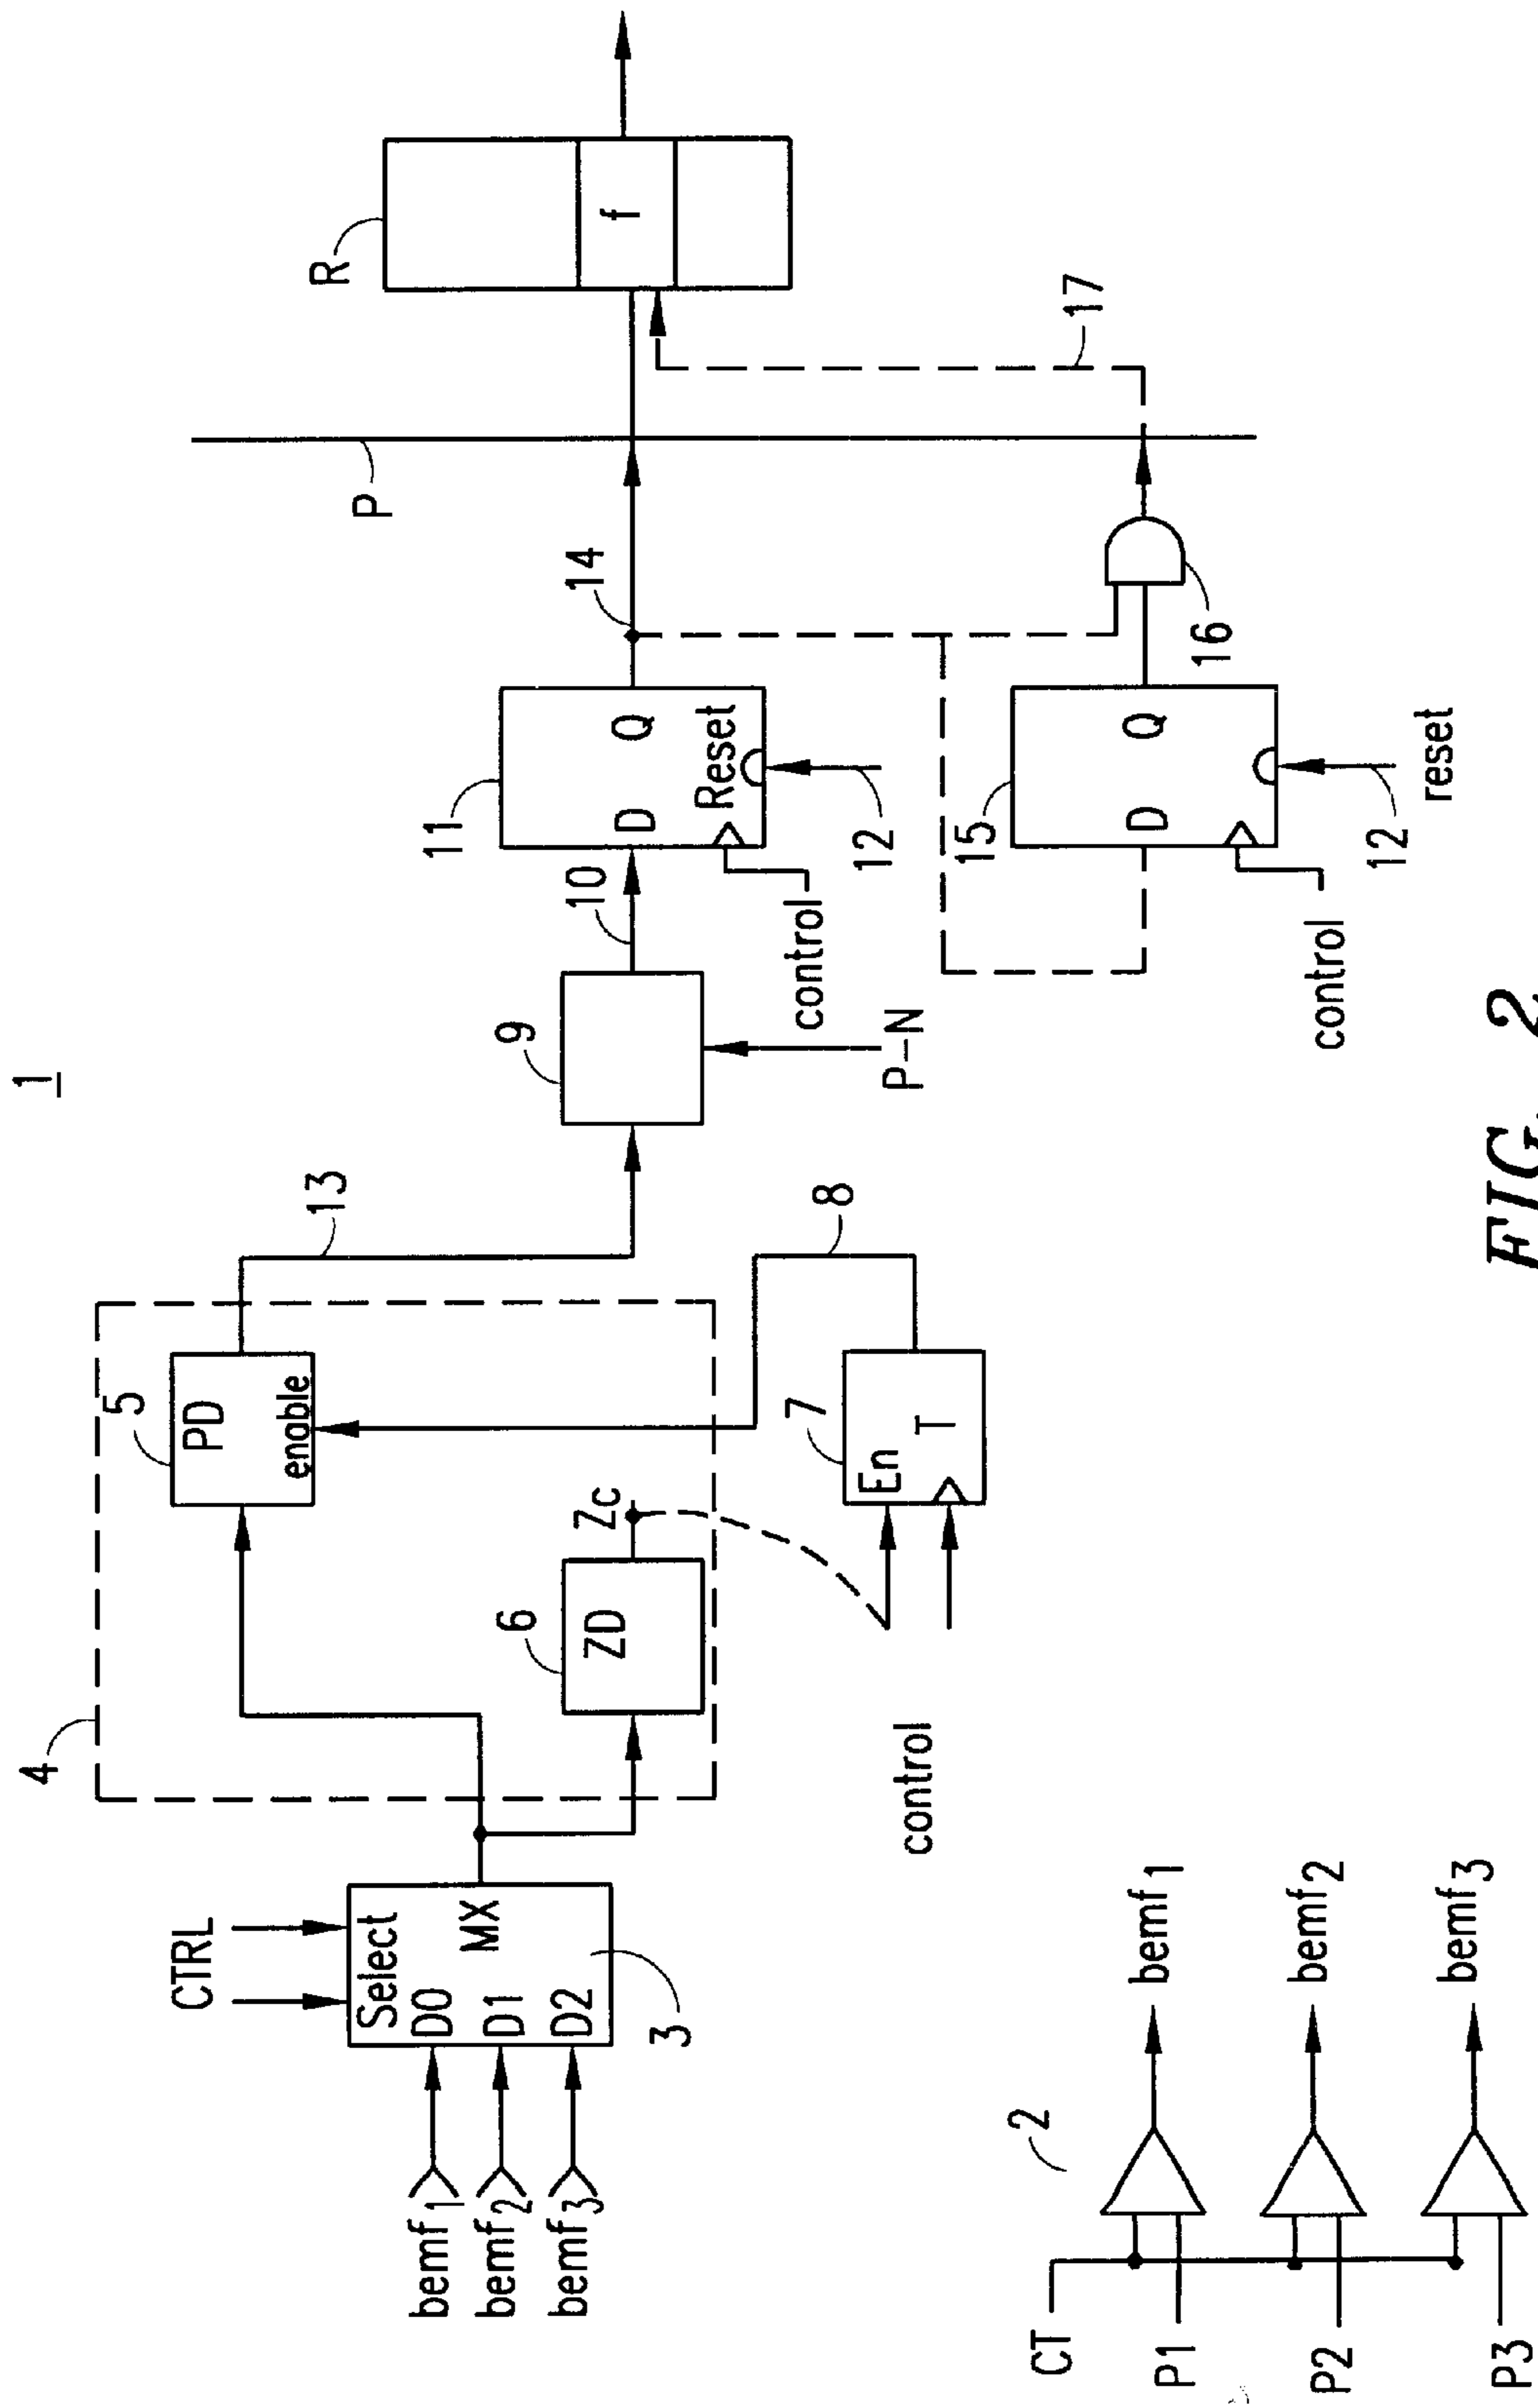 1
4
5
PD
enable
13
CTRL
Select
MX
D0
D1
D2
3
bemf1
bemf2
bemf3
6
ZD
Zc
7
En
T
8
control
9
P-N
10
11
D
Q
Reset
12
control
14
P
R
f
15
D
Q
12
reset
control
16
17
2
CT
P1
P2
P3
bemf1
bemf2
bemf3
FIG. 2